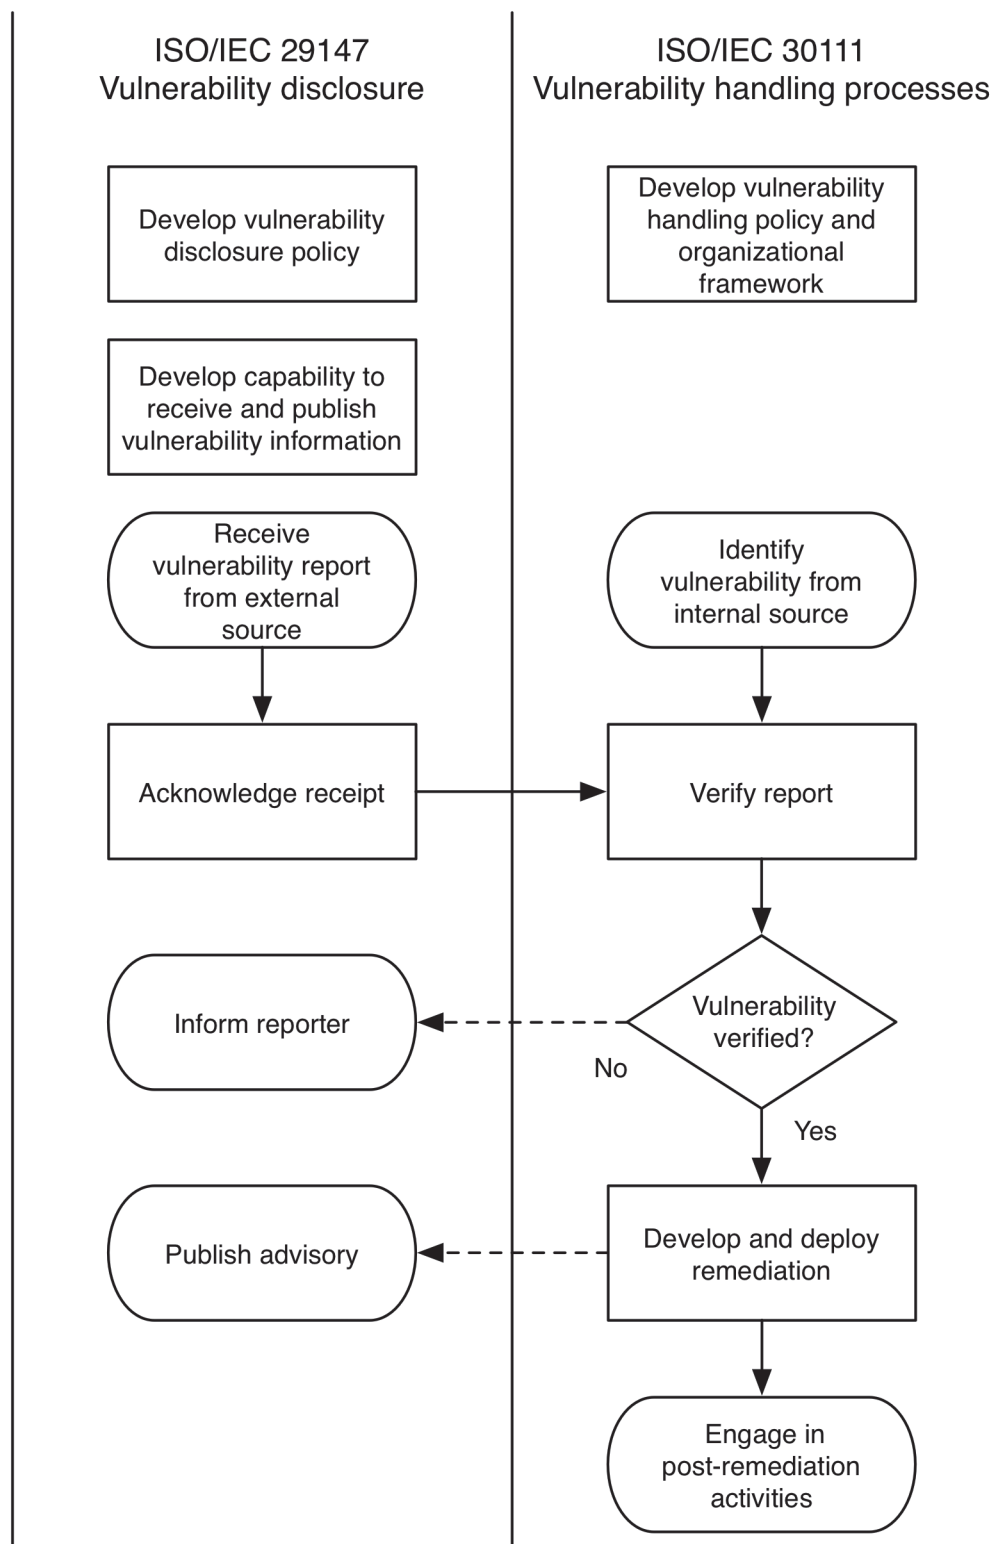 ISO/IEC 29147
Vulnerability disclosure
ISO/IEC 30111
Vulnerability handling processes
Develop vulnerability
disclosure policy
Develop vulnerability
handling policy and
organizational
framework
Develop capability to
receive and publish
vulnerability information
Receive
vulnerability report
from external
source
Identify
vulnerability from
internal source
Acknowledge receipt
Verify report
Inform reporter
Vulnerability
verified?
No
Yes
Publish advisory
Develop and deploy
remediation
Engage in
post-remediation
activities